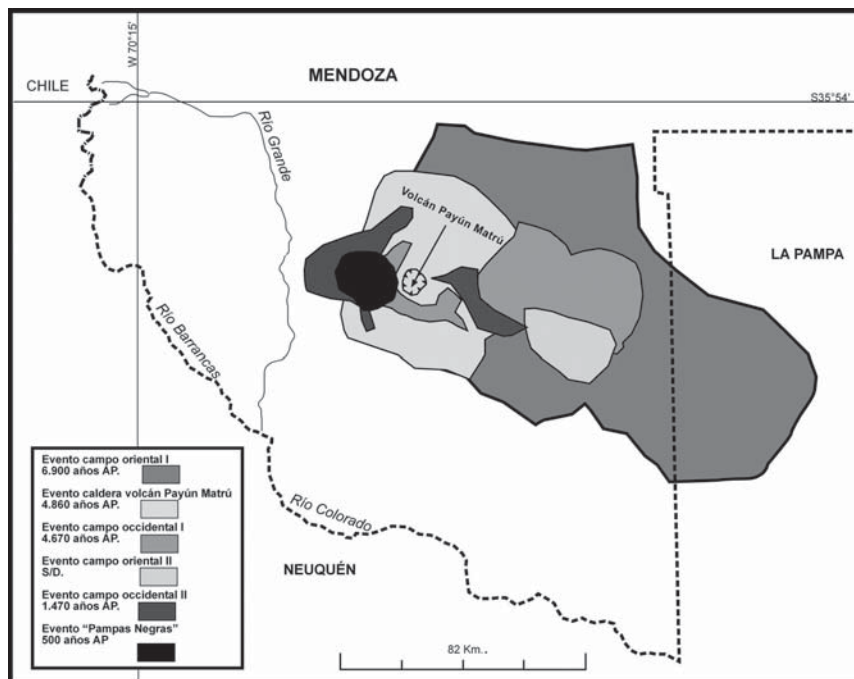 W 70°15'
CHILE
MENDOZA
S35°54'
Río Grande
Volcán Payún Matrú
LA PAMPA
Río Barrancas
Río Colorado
NEUQUÉN
82 Km..
Evento campo oriental I
6.900 años AP.
Evento caldera volcán Payún Matrú
4.860 años AP.
Evento campo occidental I
4.670 años AP.
Evento campo oriental II
S/D.
Evento campo occidental II
1.470 años AP.
Evento “Pampas Negras”
500 años AP